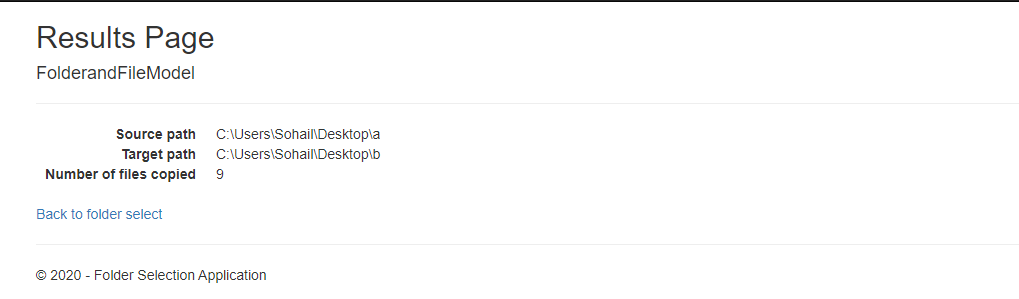 Results Page
FolderandFileModel
Source path C:\Users\Sohail\Desktop\a
Target path C:\Users\Sohail\Desktop\b
Number of files copied 9
Back to folder select
© 2020 - Folder Selection Application